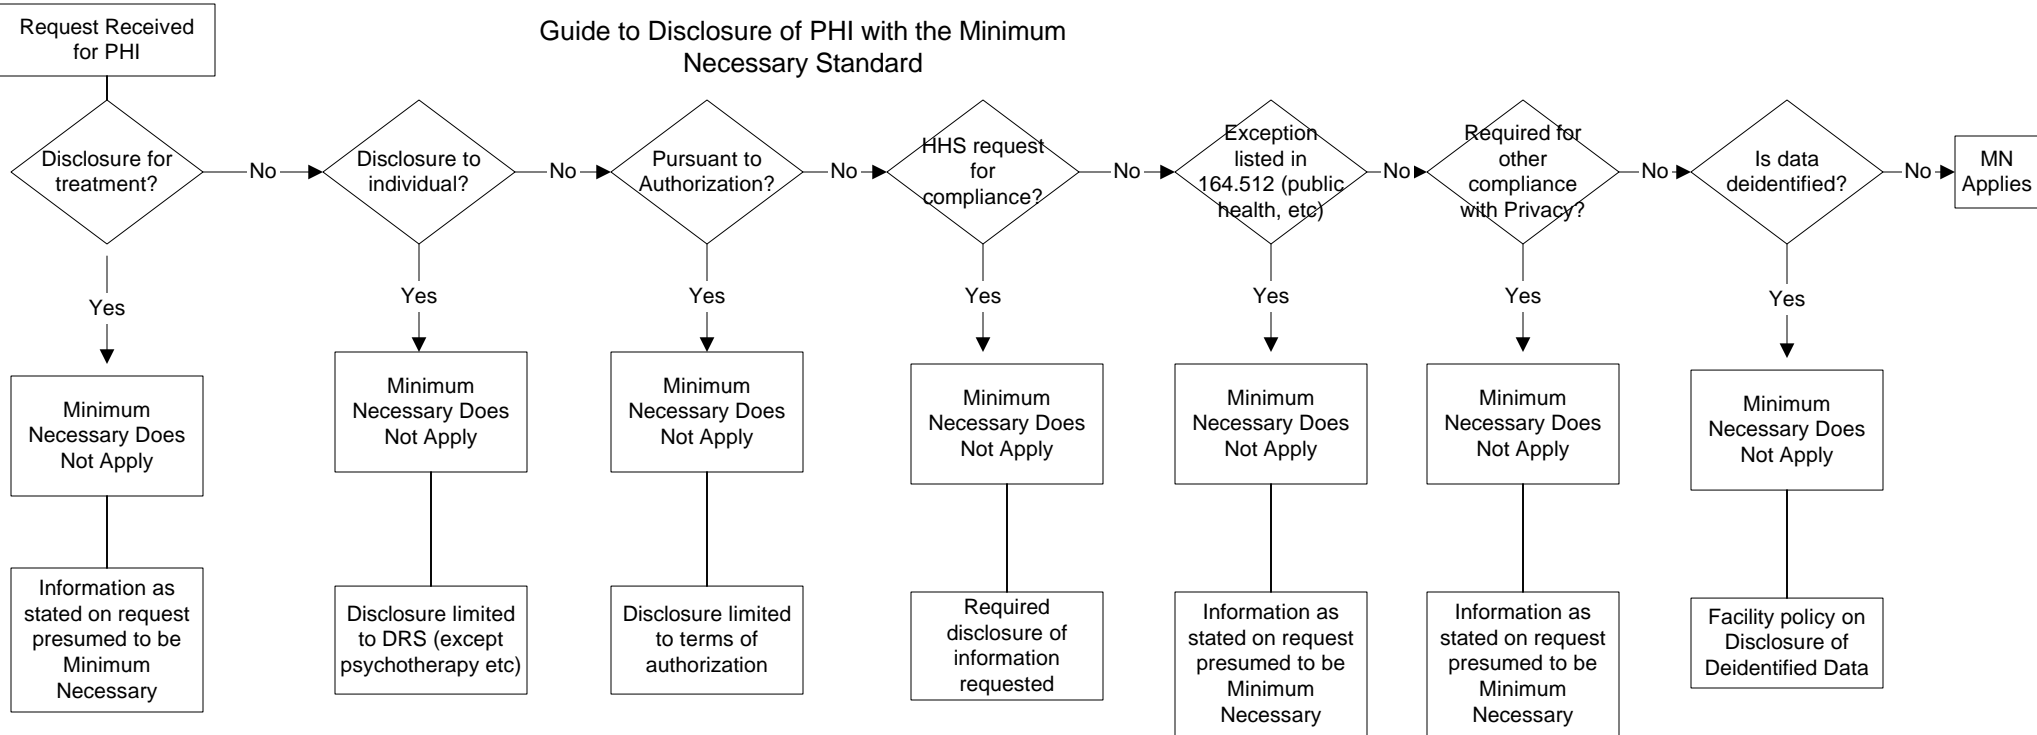 Request Received
for PHI
Guide to Disclosure of PHI with the Minimum
Necessary Standard
Disclosure for
treatment?
No
Disclosure to
individual?
No
Pursuant to
Authorization?
No
HHS request
for
compliance?
No
Exception
listed in
164.512 (public
health, etc)
No
Required for
other
compliance
with Privacy?
No
Is data
deidentified?
No
MN
Applies
Yes
Yes
Yes
Yes
Yes
Yes
Yes
Minimum
Necessary Does
Not Apply
Minimum
Necessary Does
Not Apply
Minimum
Necessary Does
Not Apply
Minimum
Necessary Does
Not Apply
Minimum
Necessary Does
Not Apply
Minimum
Necessary Does
Not Apply
Minimum
Necessary Does
Not Apply
Information as
stated on request
presumed to be
Minimum
Necessary
Disclosure limited
to DRS (except
psychotherapy etc)
Disclosure limited
to terms of
authorization
Required
disclosure of
information
requested
Information as
stated on request
presumed to be
Minimum
Necessary
Information as
stated on request
presumed to be
Minimum
Necessary
Facility policy on
Disclosure of
Deidentified Data